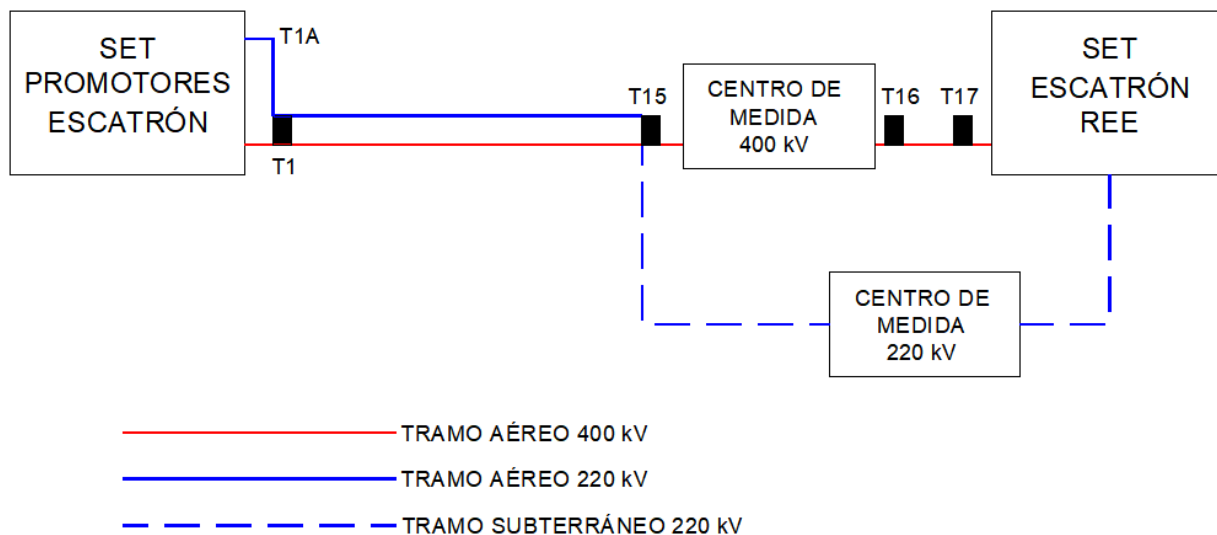 SET
PROMOTORES
ESCATRÓN
T1A
T1
T15
CENTRO DE
MEDIDA
400 kV
T16
T17
SET
ESCATRÓN
REE
CENTRO DE
MEDIDA
220 kV
TRAMO AÉREO 400 kV
TRAMO AÉREO 220 kV
TRAMO SUBTERRÁNEO 220 kV